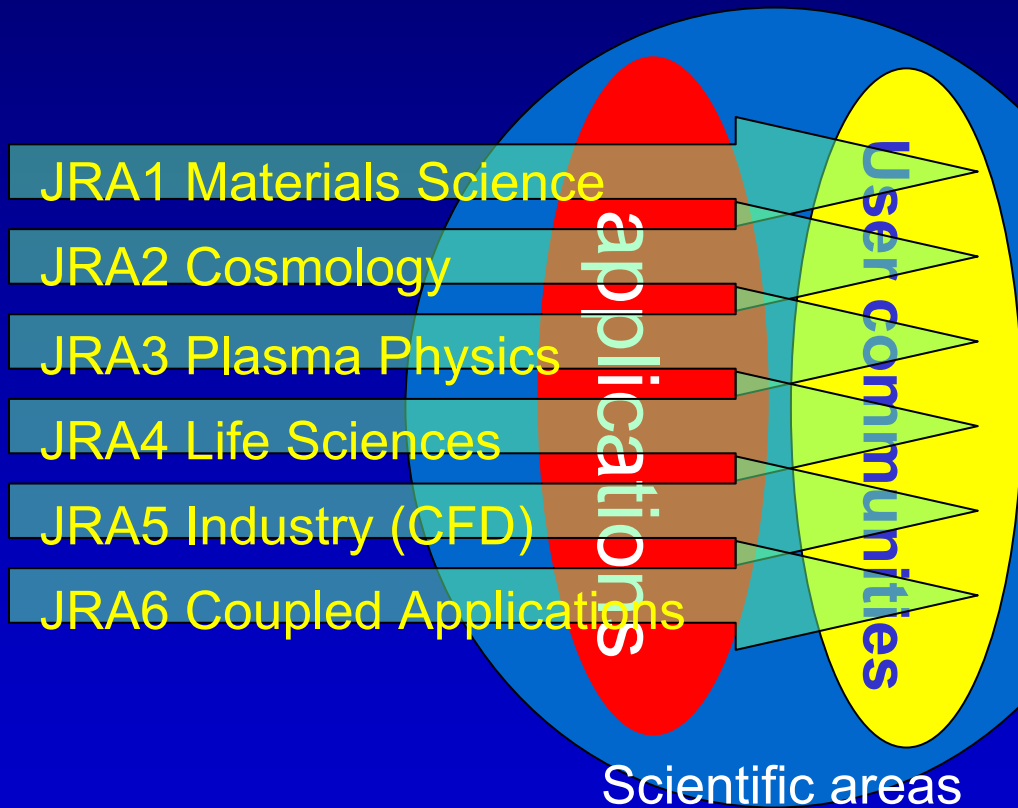 JRA1 Materials Science
JRA2 Cosmology
JRA3 Plasma Physics
JRA4 Life Sciences
JRA5 Industry (CFD)
JRA6 Coupled Applications
applications
User communities
Scientific areas